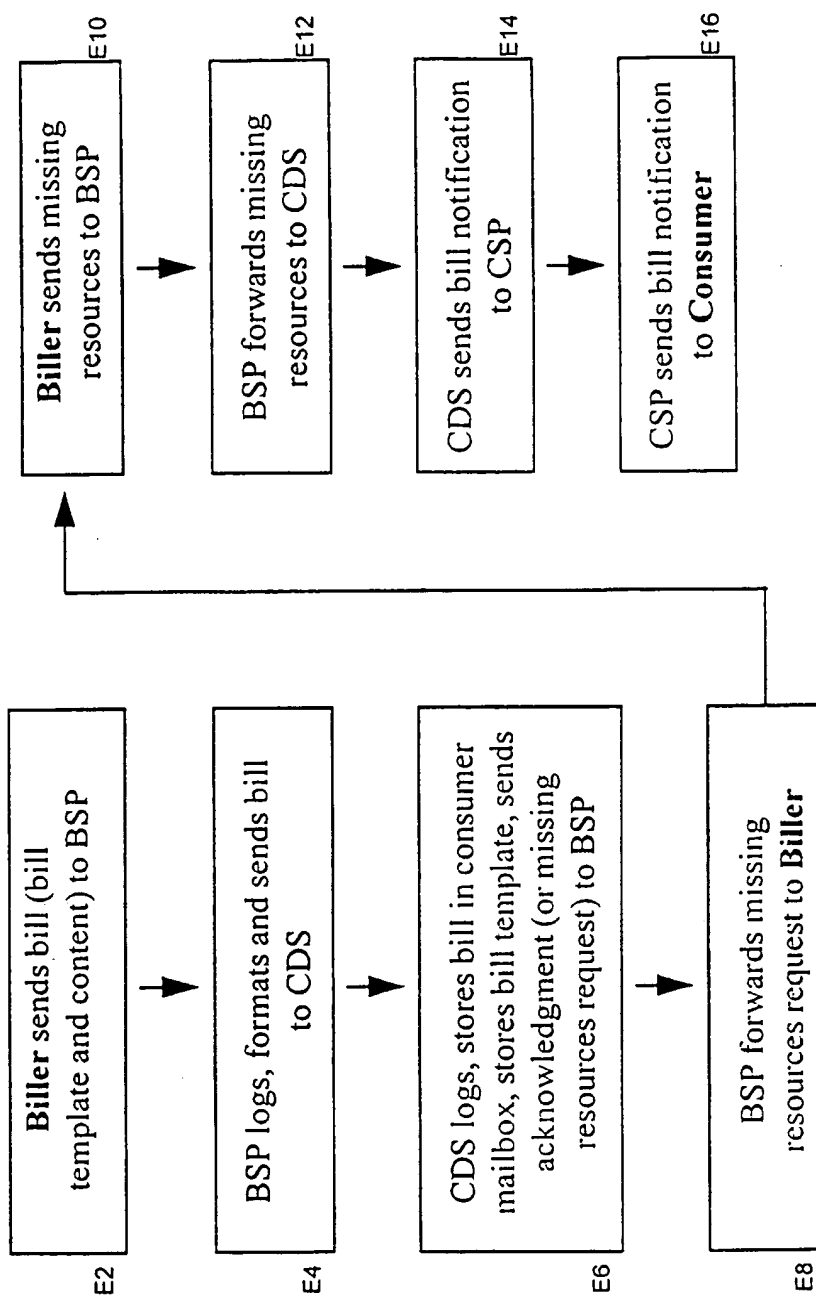 Biller sends bill (bill
template and content) to BSP
E2
BSP logs, formats and sends bill
to CDS
E4
CDS logs, stores bill in consumer
mailbox, stores bill template, sends
acknowledgment (or missing
resources request) to BSP
E6
BSP forwards missing
resources request to Biller
E8
Biller sends missing
resources to BSP
E10
BSP forwards missing
resources to CDS
E12
CDS sends bill notification
to CSP
E14
CSP sends bill notification
to Consumer
E16